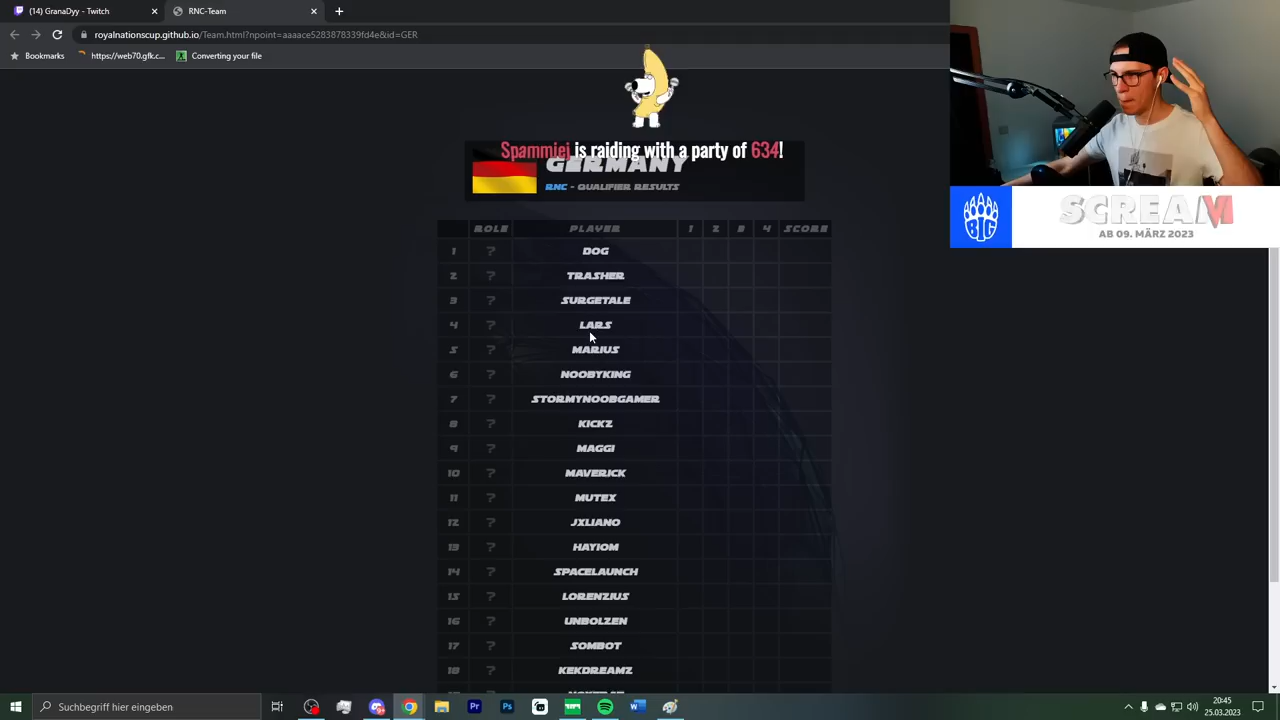 (14) GranaDyy - Twitch
RNC-Team
royalnationscup.github.io/Team.html?npoint=aaaace5283878339fd4e&id=GER
Bookmarks
https://web70.gfk.c...
Converting your file
Spammiej is raiding with a party of 634!
GERMANY
RNC - QUALIFIER RESULTS
ROLE PLAYER 1 2 3 4 SCORE
1 ? DOG
2 ? TRASHER
3 ? SURGETALE
4 ? LARS
5 ? MARIUS
6 ? NOOBYKING
7 ? STORMYNOOBGAMER
8 ? KICKZ
9 ? MAGGI
10 ? MAVERICK
11 ? MUTEX
12 ? JXLIANO
13 ? HAYIOM
14 ? SPACELAUNCH
15 ? LORENZIUS
16 ? UNBOLZEN
17 ? SOMBOT
18 ? KEKDREAMZ
BIG
SCREAM VI
AB 09. MÄRZ 2023
Suchbegriff hier eingeben
20:45
25.03.2023